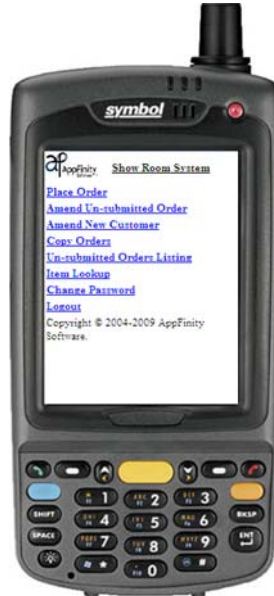 symbol
AppFinity
Software
Show Room System
Place Order
Amend Un-submitted Order
Amend New Customer
Copy Orders
Un-submitted Orders Listing
Item Lookup
Change Password
Logout
Copyright © 2004-2009 AppFinity
Software.
1 2 3
SHIFT 4 5 6 BKSP
SPACE 7 8 9 ENT
* 0 #